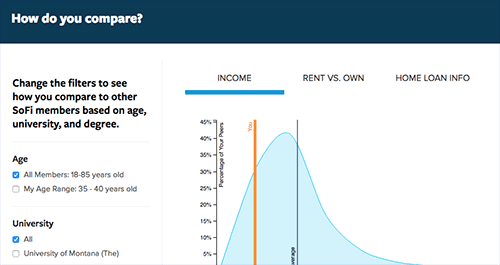 How do you compare?
Change the filters to see
how you compare to other
SoFi members based on age,
university, and degree.
Age
All Members: 18-85 years old
My Age Range: 35 - 40 years old
University
All
University of Montana (The)
INCOME
RENT VS. OWN
HOME LOAN INFO
45%
40%
35%
30%
25%
20%
15%
10%
5%
Percentage of Your Peers
You